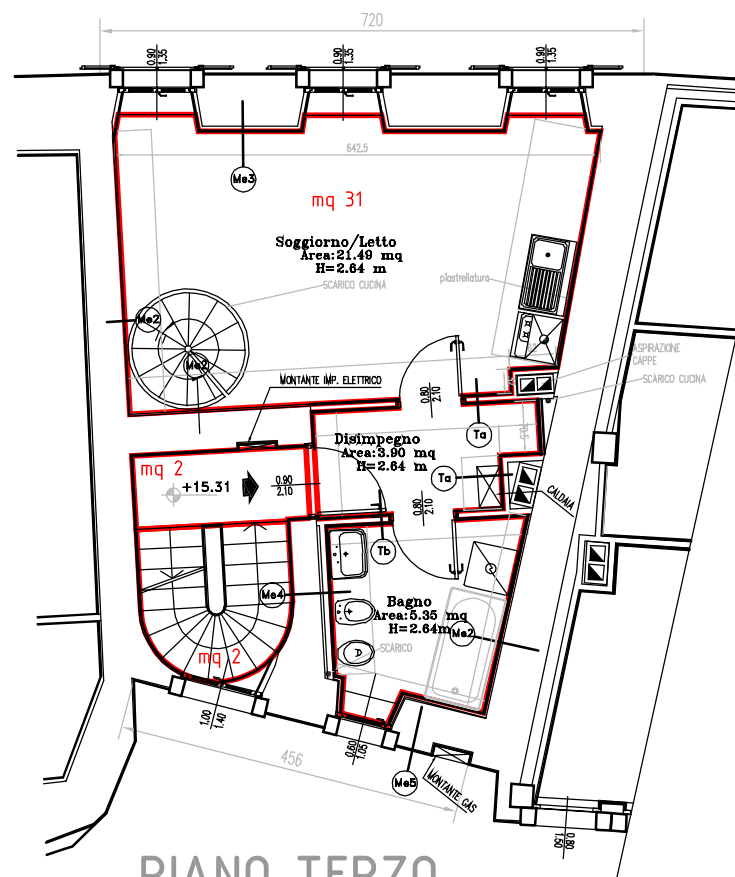 720
0.90
1.35
0.90
1.35
0.90
1.35
642.5
Me3
mq 31
Soggiorno/Letto
Area:21.49 mq
H=2.64 m
SCARICO CUCINA
plastrellatura
Me2
Me2
ASPIRAZIONE
CAPPE
SCARICO CUCINA
MONTANTE IMP. ELETTRICO
0.80
2.10
70.5
Ta
Disimpegno
Area:3.90 mq
H=2.64 m
mq 2
+15.31
0.90
2.10
Ta
CALDAIA
0.80
2.10
Tb
Me4
Bagno
Area:5.35 mq
H=2.64m
Me2
SCARICO
mq 2
1.00
1.40
0.60
1.05
456
Me5
MONTANTE GAS
0.80
1.50
PIANO TERZO